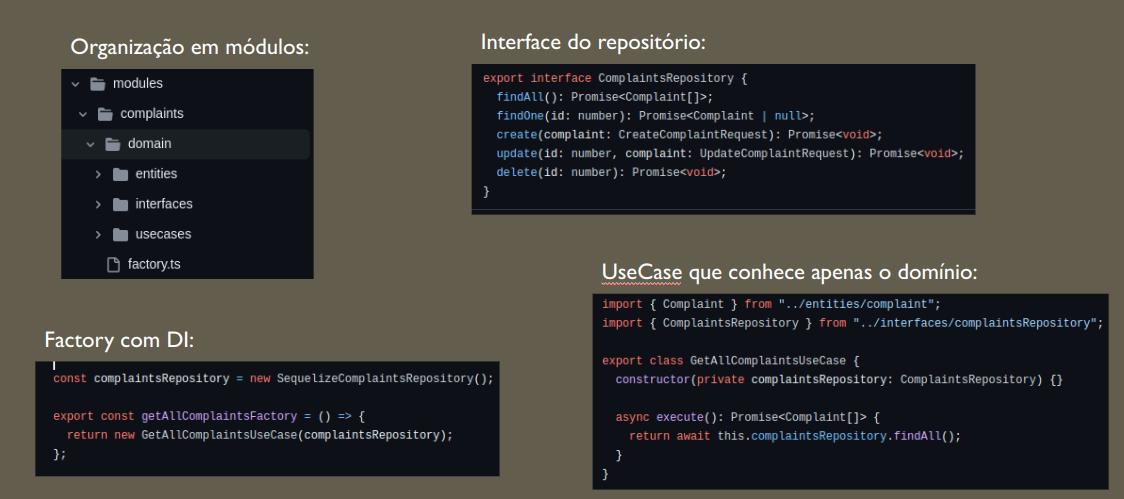 Organização em módulos:
modules
complaints
domain
entities
interfaces
usecases
factory.ts
Interface do repositório:
export interface ComplaintsRepository {
  findAll(): Promise<Complaint[]>;
  findOne(id: number): Promise<Complaint | null>;
  create(complaint: CreateComplaintRequest): Promise<void>;
  update(id: number, complaint: UpdateComplaintRequest): Promise<void>;
  delete(id: number): Promise<void>;
}
Factory com DI:
const complaintsRepository = new SequelizeComplaintsRepository();
export const getAllComplaintsFactory = () => {
  return new GetAllComplaintsUseCase(complaintsRepository);
};
UseCase que conhece apenas o domínio:
import { Complaint } from "../entities/complaint";
import { ComplaintsRepository } from "../interfaces/complaintsRepository";
export class GetAllComplaintsUseCase {
  constructor(private complaintsRepository: ComplaintsRepository) {}
  async execute(): Promise<Complaint[]> {
    return await this.complaintsRepository.findAll();
  }
}